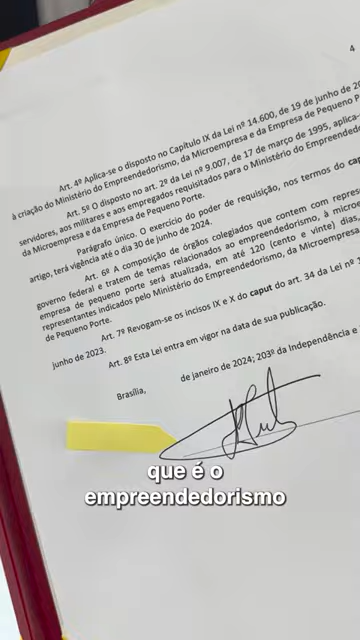 4
Art. 4º Aplica-se o disposto no Capítulo IX da Lei nº 14.600, de 19 de junho de
à criação do Ministério do Empreendedorismo, da Microempresa e da Empresa de Pequeno
Art. 5º O disposto no art. 2º da Lei nº 9.007, de 17 de março de 1995, aplica-
servidores, aos militares e aos empregados requisitados para o Ministério do Empreended
da Microempresa e da Empresa de Pequeno Porte.
Parágrafo único. O exercício do poder de requisição, nos termos do
artigo, terá vigência até o dia 30 de junho de 2024.
Art. 6º A composição de órgãos colegiados que contem com
governo federal e tratem de temas relacionados ao empreendedorismo, à
empresa de pequeno porte será atualizada, em até 120 (cento e vinte) dias,
representantes indicados pelo Ministério do Empreendedorismo, da Microempresa
de Pequeno Porte.
Art. 7º Revogam-se os incisos IX e X do caput do art. 34 da Lei nº
junho de 2023.
Art. 8º Esta Lei entra em vigor na data de sua publicação.
Brasília, de janeiro de 2024; 203º da Independência e
que é o
empreendedorismo